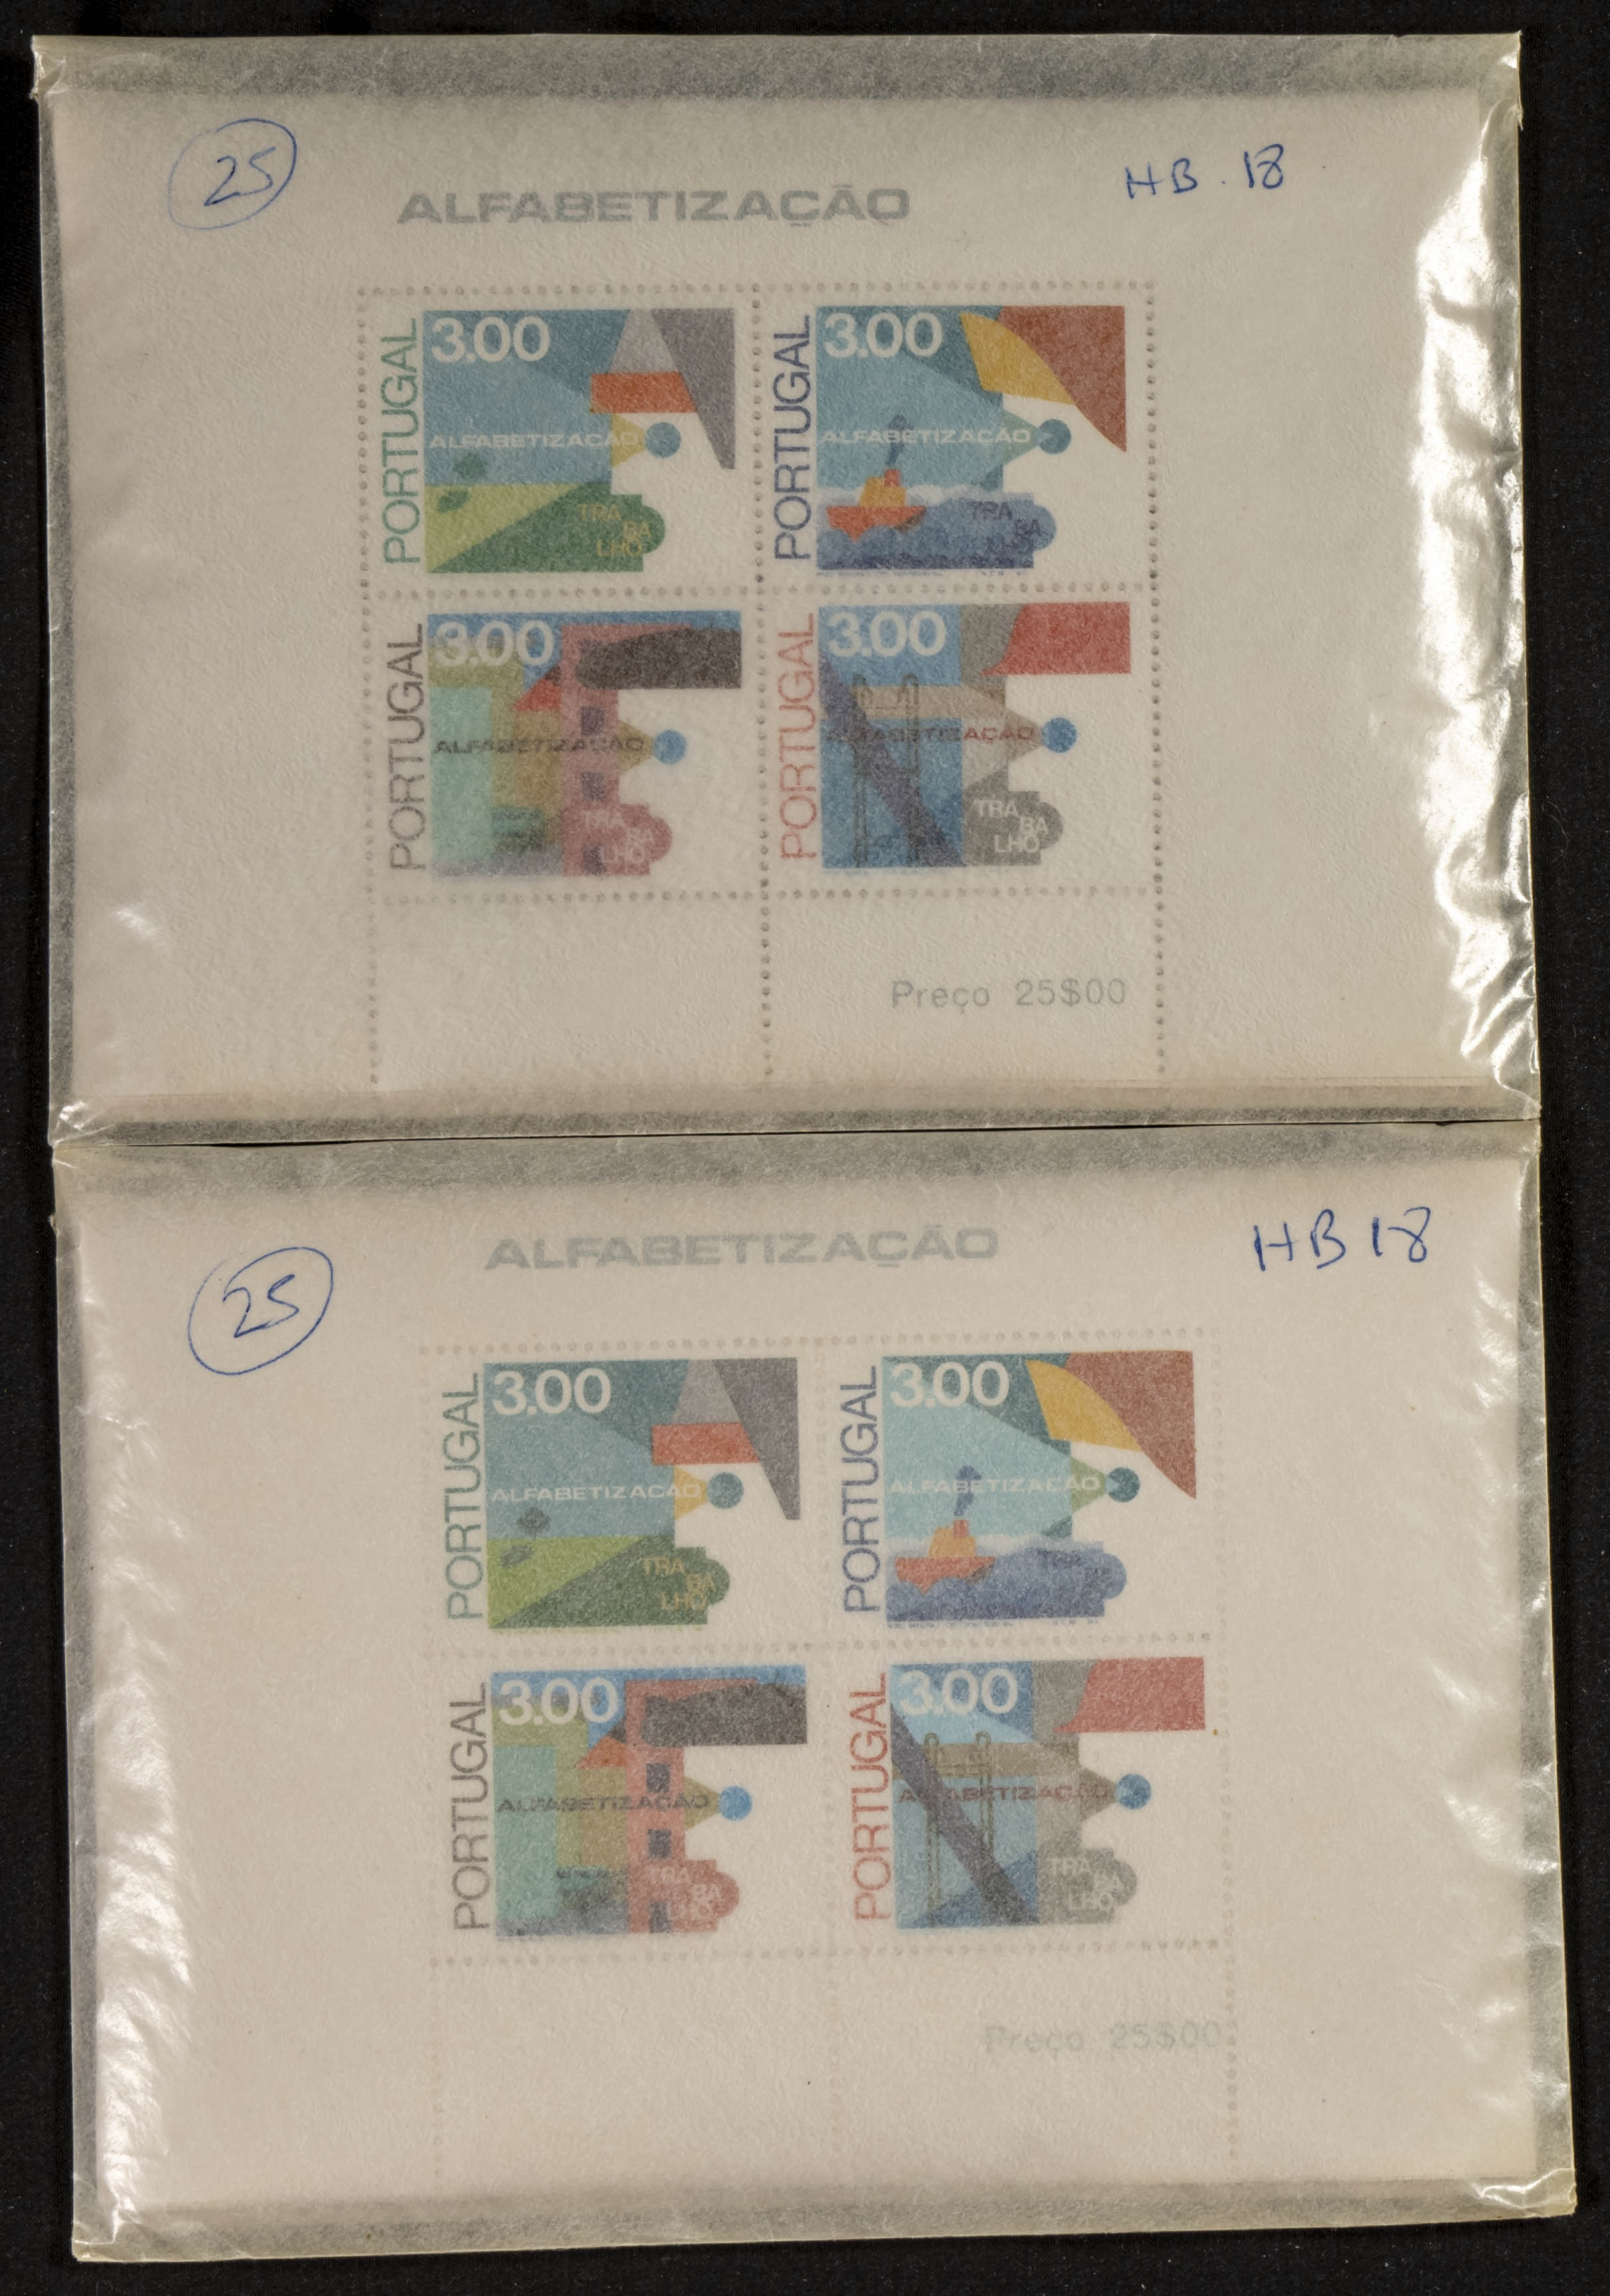 25
HB. 18
ALFABETIZAÇÃO
PORTUGAL
3.00
ALFABETIZAÇÃO
TRA
BA
LHO
PORTUGAL
3.00
ALFABETIZAÇÃO
TRA
BA
PORTUGAL
3.00
ALFABETIZAÇÃO
TRA
BA
LHO
PORTUGAL
3.00
ALFABETIZAÇÃO
TRA
BA
LHO
Preço 25$00
25
HB 18
ALFABETIZAÇÃO
PORTUGAL
3.00
ALFABETIZAÇÃO
TRA
BA
LHO
PORTUGAL
3.00
ALFABETIZAÇÃO
TRA
PORTUGAL
3.00
ALFABETIZAÇÃO
TRA
BA
LHO
PORTUGAL
3.00
ALFABETIZAÇÃO
TRA
BA
LHO
Preço 25$00